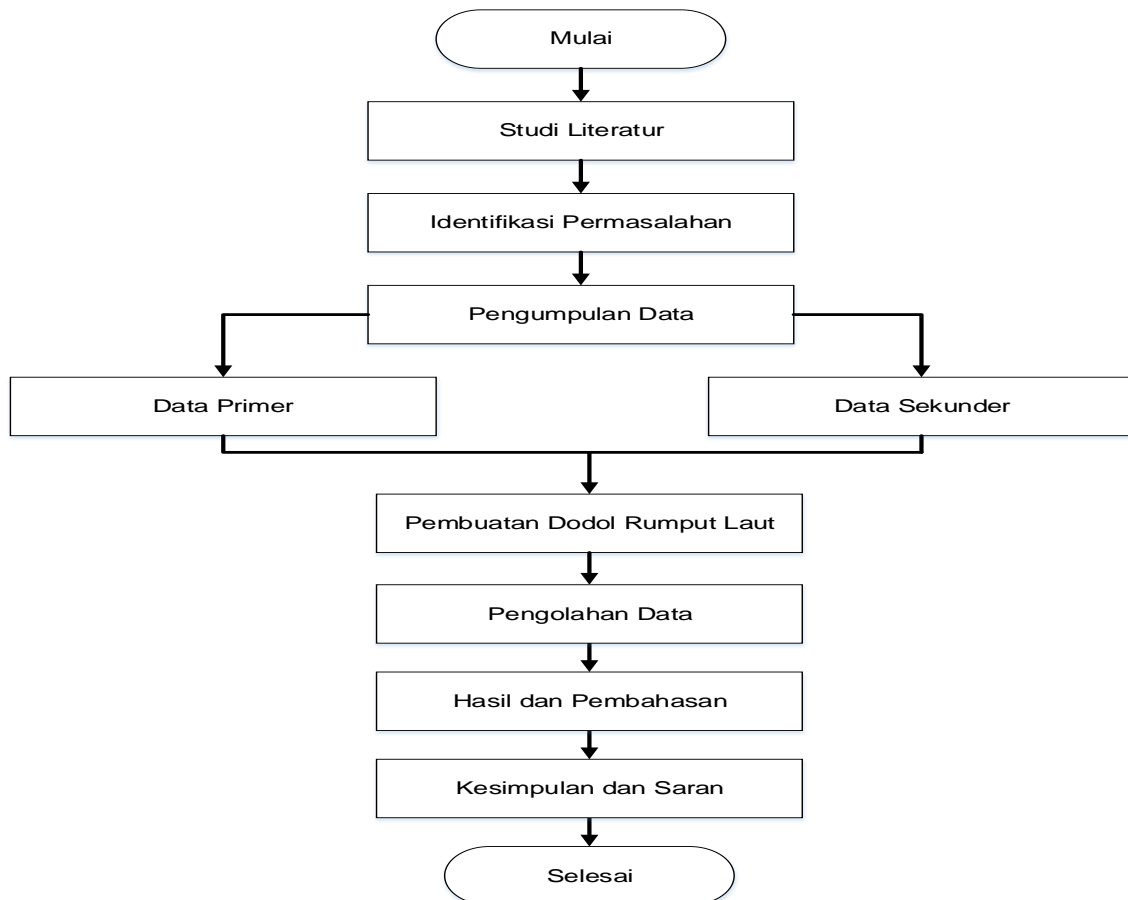 Mulai
Studi Literatur
Identifikasi Permasalahan
Pengumpulan Data
Data Primer
Data Sekunder
Pembuatan Dodol Rumput Laut
Pengolahan Data
Hasil dan Pembahasan
Kesimpulan dan Saran
Selesai